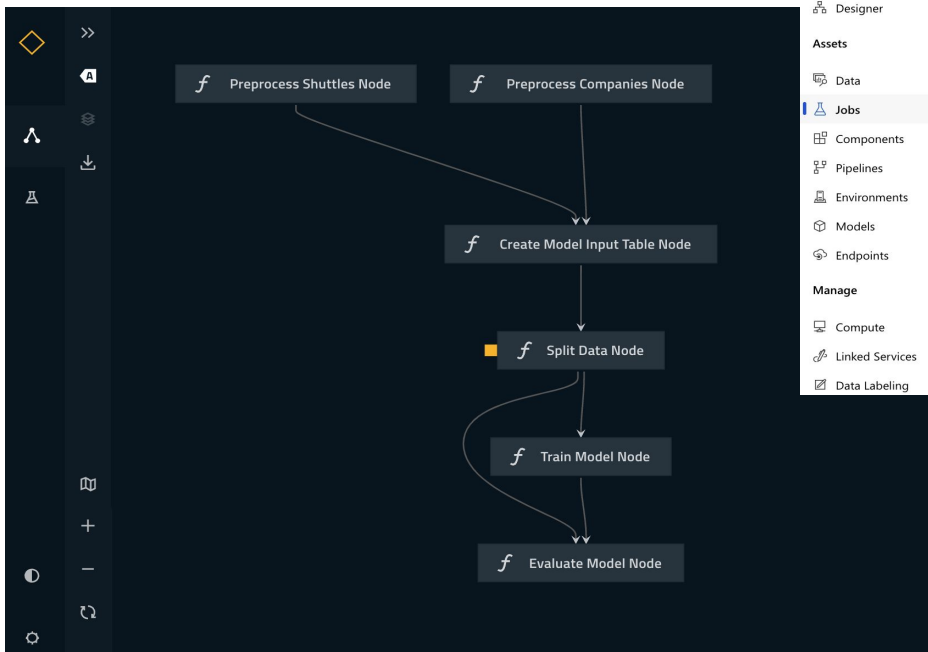 A
Preprocess Shuttles Node
Preprocess Companies Node
Create Model Input Table Node
Split Data Node
Train Model Node
Evaluate Model Node
Designer
Assets
Data
Jobs
Components
Pipelines
Environments
Models
Endpoints
Manage
Compute
Linked Services
Data Labeling